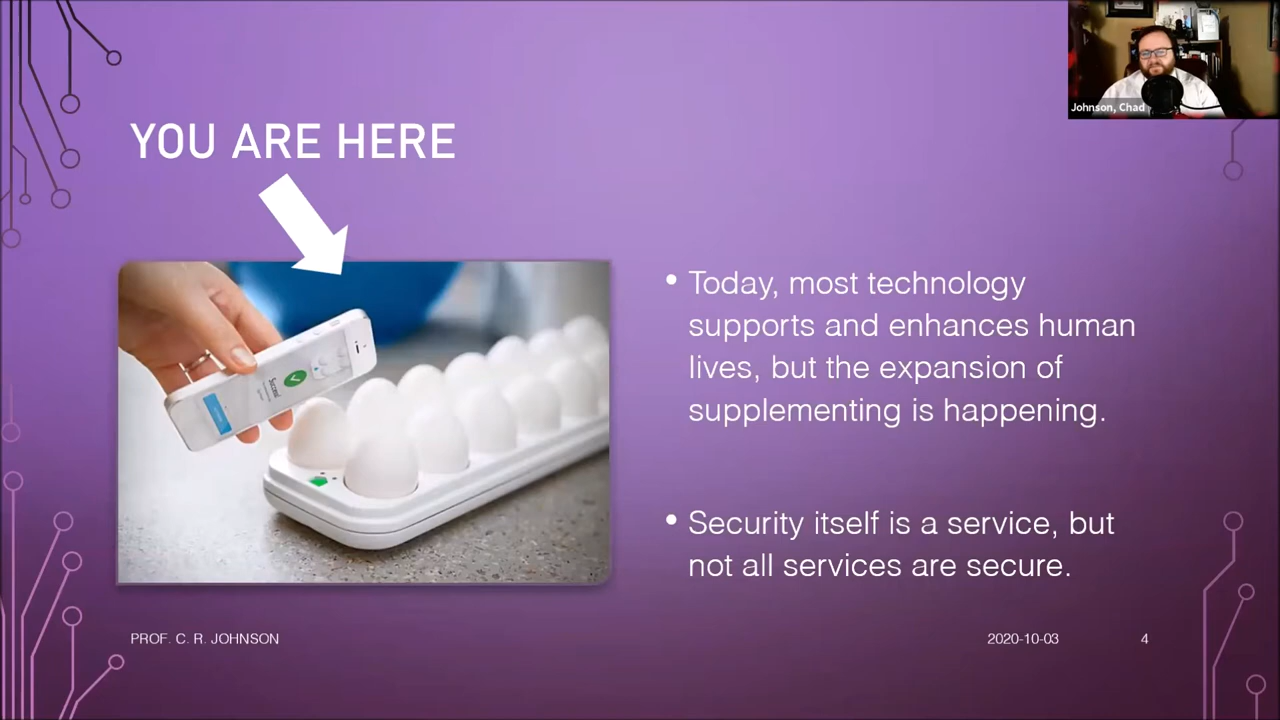 Johnson, Chad
YOU ARE HERE
Today, most technology
supports and enhances human
lives, but the expansion of
supplementing is happening.
Security itself is a service, but
not all services are secure.
PROF. C. R. JOHNSON
2020-10-03
4